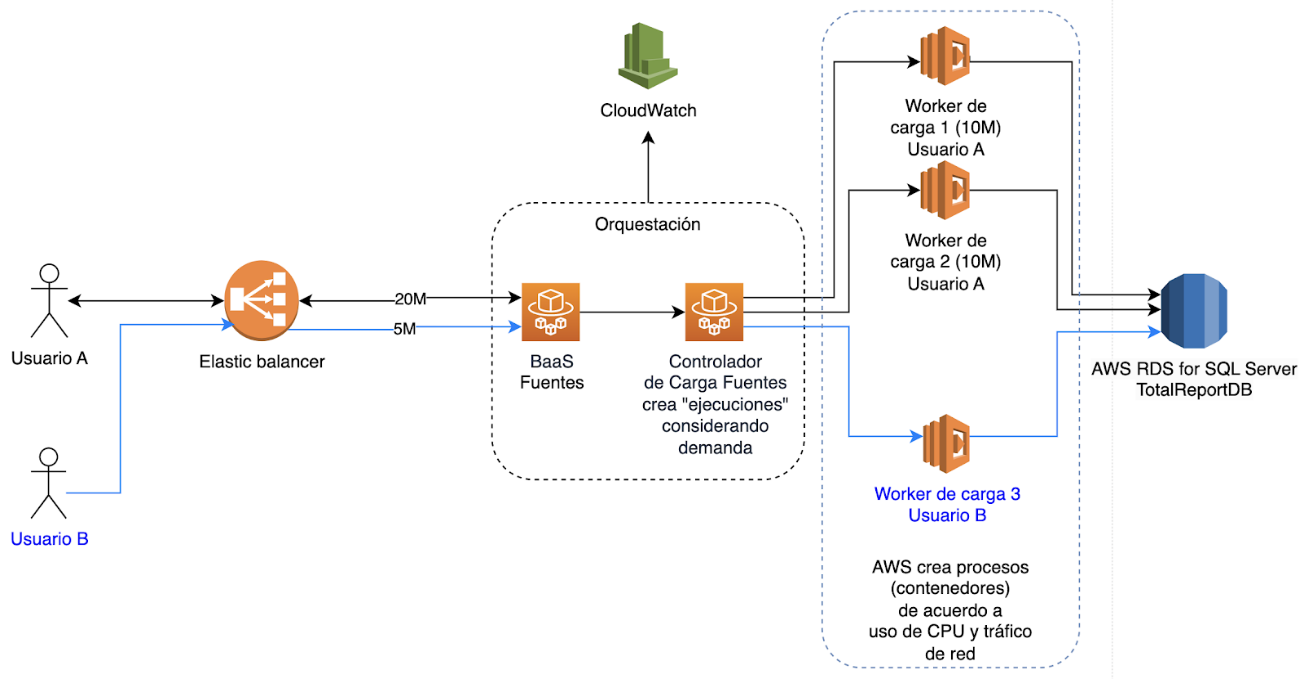 CloudWatch
Orquestación
Usuario A
Usuario B
Elastic balancer
20M
5M
BaaS
Fuentes
Controlador
de Carga Fuentes
crea "ejecuciones"
considerando
demanda
Worker de
carga 1 (10M)
Usuario A
Worker de
carga 2 (10M)
Usuario A
Worker de carga 3
Usuario B
AWS crea procesos
(contenedores)
de acuerdo a
uso de CPU y tráfico
de red
AWS RDS for SQL Server
TotalReportDB